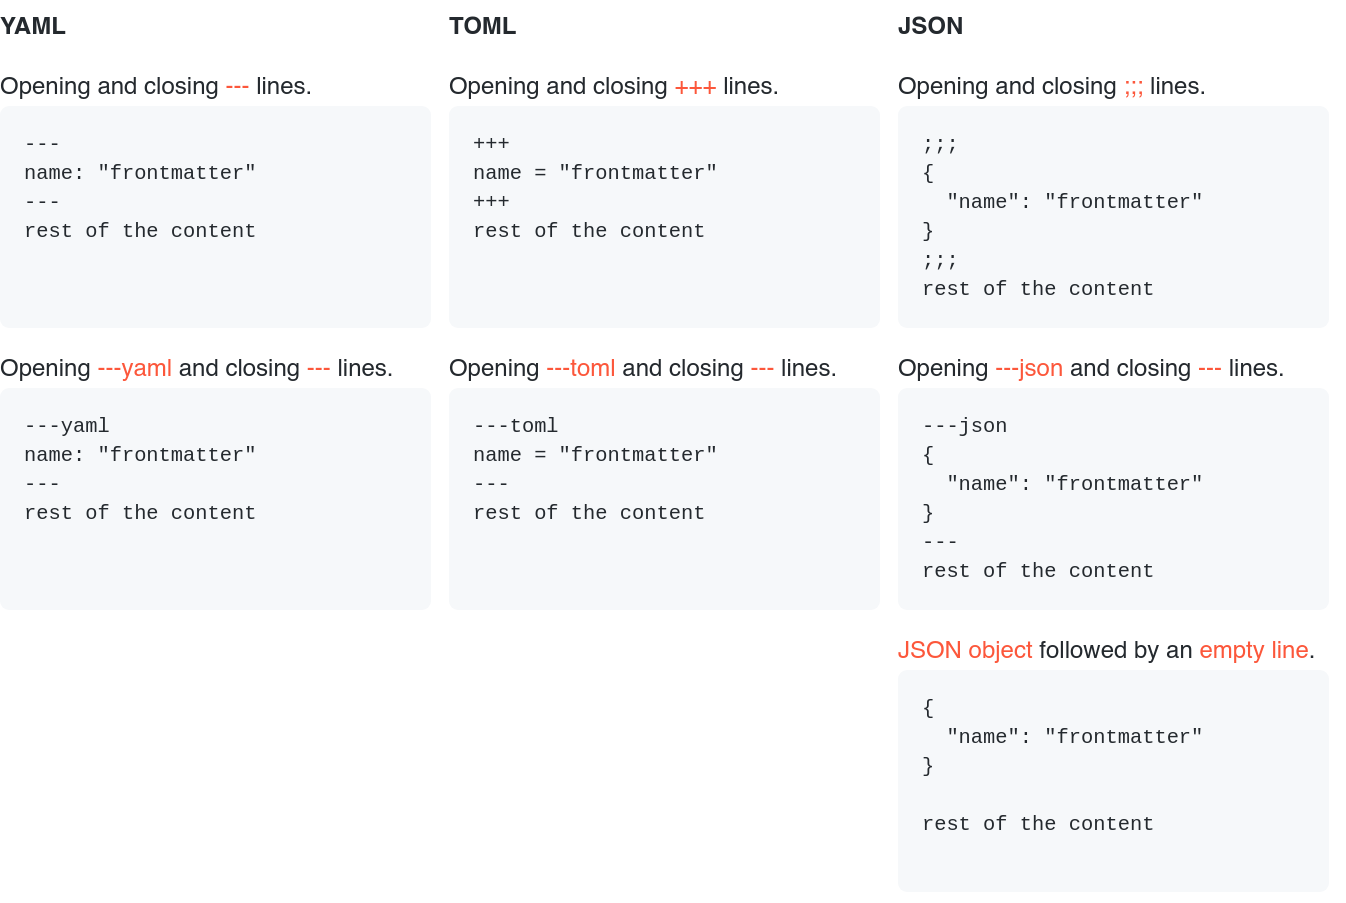 YAML
Opening and closing --- lines.
---
name: "frontmatter"
---
rest of the content
Opening ---yaml and closing --- lines.
---yaml
name: "frontmatter"
---
rest of the content
TOML
Opening and closing +++ lines.
+++
name = "frontmatter"
+++
rest of the content
Opening ---toml and closing --- lines.
---toml
name = "frontmatter"
---
rest of the content
JSON
Opening and closing ;;; lines.
;;;
{
  "name": "frontmatter"
}
;;;
rest of the content
Opening ---json and closing --- lines.
---json
{
  "name": "frontmatter"
}
---
rest of the content
JSON object followed by an empty line.
{
  "name": "frontmatter"
}

rest of the content